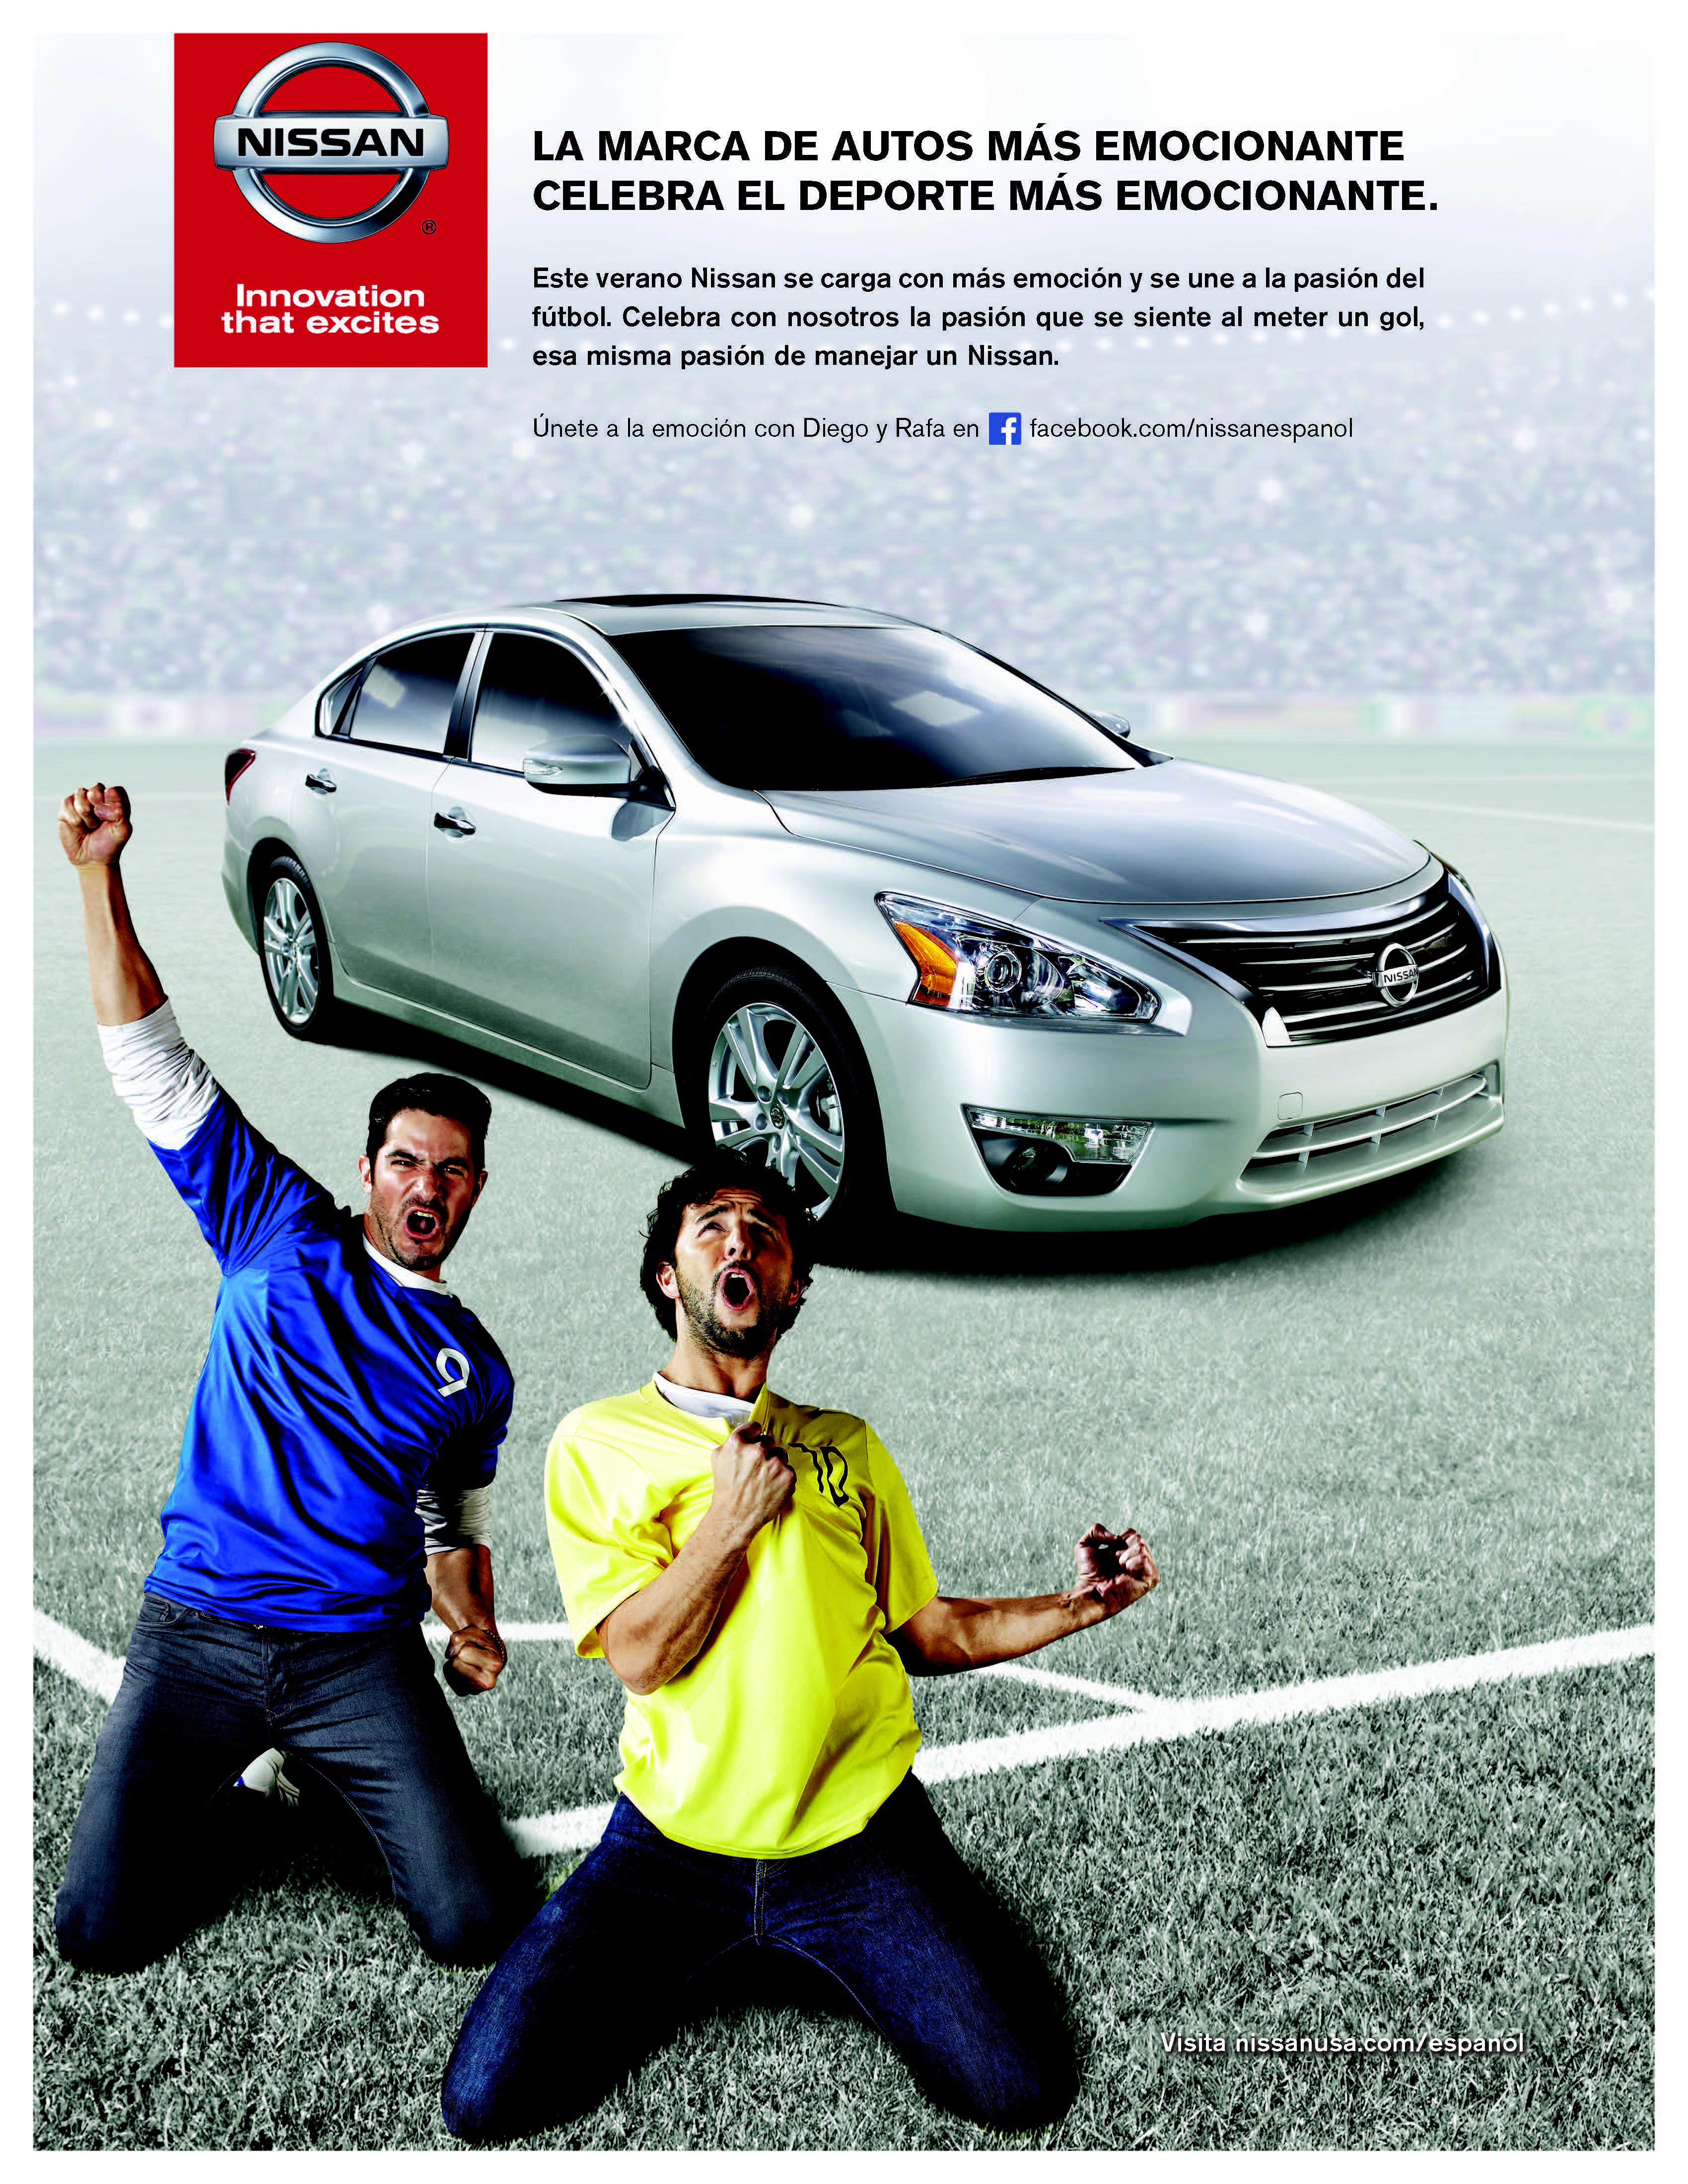 NISSAN
®
Innovation
that excites
LA MARCA DE AUTOS MÁS EMOCIONANTE
CELEBRA EL DEPORTE MÁS EMOCIONANTE.
Este verano Nissan se carga con más emoción y se une a la pasión del
fútbol. Celebra con nosotros la pasión que se siente al meter un gol,
esa misma pasión de manejar un Nissan.
Únete a la emoción con Diego y Rafa en f facebook.com/nissanespanol
NISSAN
9
10
Visita nissanusa.com/espanol